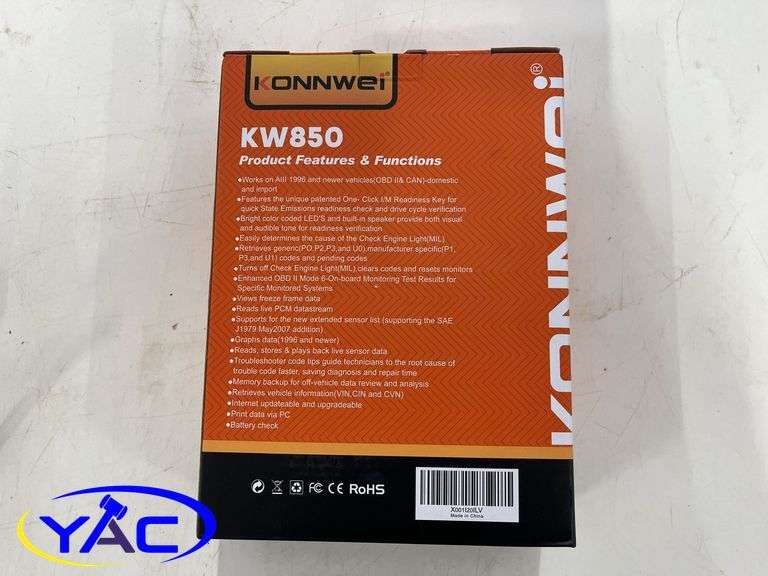 KONNWEI
KW850
Product Features & Functions
●Works on Alll 1996 and newer vehicles(OBD II& CAN)-domestic
and import
●Features the unique patented One- Click I/M Readiness Key for
quick State Emissions readiness check and drive cycle verification
●Bright color coded LED'S and built-in speaker provide both visual
and audible tone for readiness verification
●Easily determines the cause of the Check Engine Light(MIL)
●Retrieves generic(PO.P2,P3,and U0),manufacturer specific(P1,
P3,and U1) codes and pending codes
●Turns off Check Engine Light(MIL),clears codes and resets monitors
●Enhanced OBD II Mode 6-On-board Monitoring Test Results for
Specific Monitored Systems
●Views freeze frame data
●Reads live PCM datastream
●Supports for the new extended sensor list (supporting the SAE
J1979 May2007 addition)
●Graphs data(1996 and newer)
●Reads, stores & plays back live sensor data
●Troubleshooter code tips guide technicians to the root cause of
trouble code faster, saving diagnosis and repair time
●Memory backup for off-vehicle data review and analysis
●Retrieves vehicle information(VIN,CIN and CVN)
●Internet updateable and upgradeable
●Print data via PC
●Battery check
KONNWEI®
FC CE RoHS
X001I20ILV
Made in China
YAC